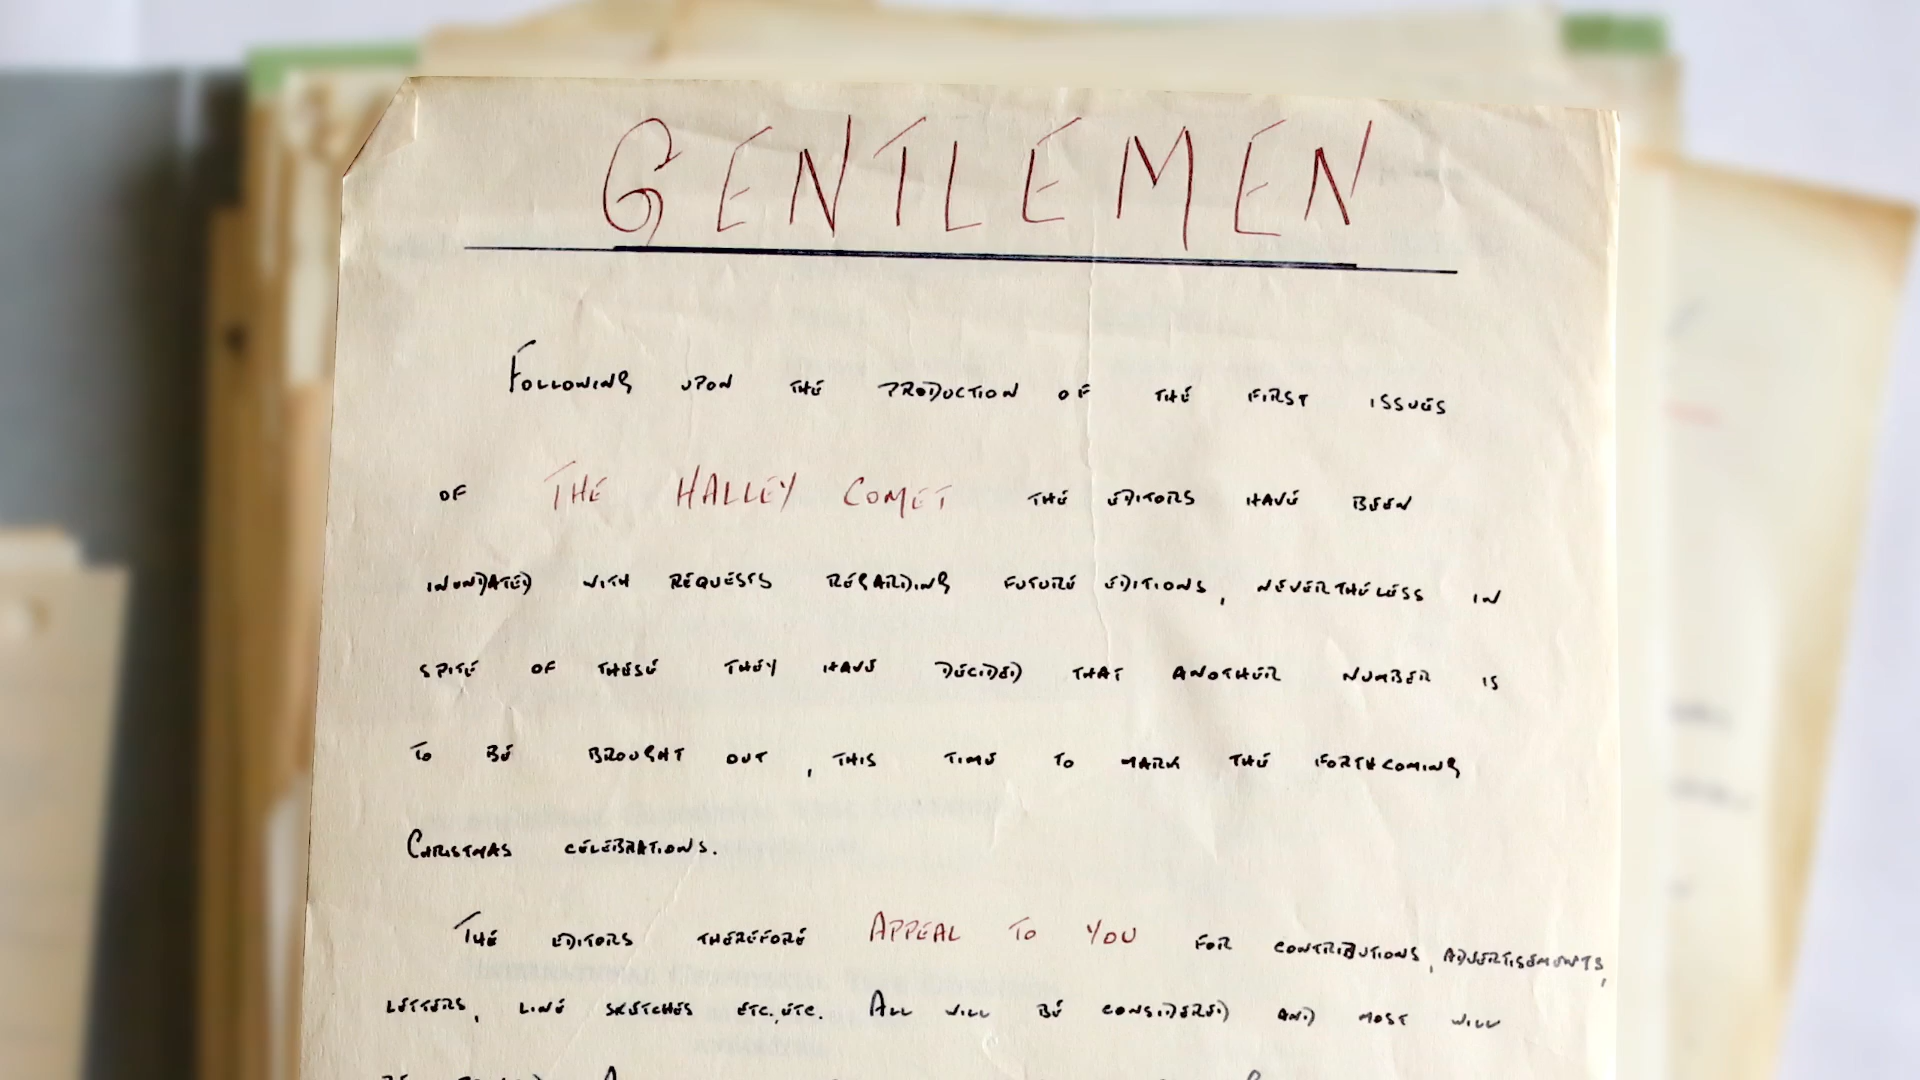 GENTLEMEN
FOLLOWING UPON THE PRODUCTION OF THE FIRST ISSUES
OF THE HALLEY COMET THE EDITORS HAVE BEEN
INUNDATED WITH REQUESTS REGARDING FUTURE EDITIONS, NEVERTHELESS IN
SPITE OF THESE THEY HAVE DECIDED THAT ANOTHER NUMBER IS
TO BE BROUGHT OUT, THIS TIME TO MARK THE FORTHCOMING
CHRISTMAS CELEBRATIONS.
THE EDITORS THEREFORE APPEAL TO YOU FOR CONTRIBUTIONS, ADVERTISEMENTS,
LETTERS, LINE SKETCHES ETC. ETC. ALL WILL BE CONSIDERED AND MOST WILL